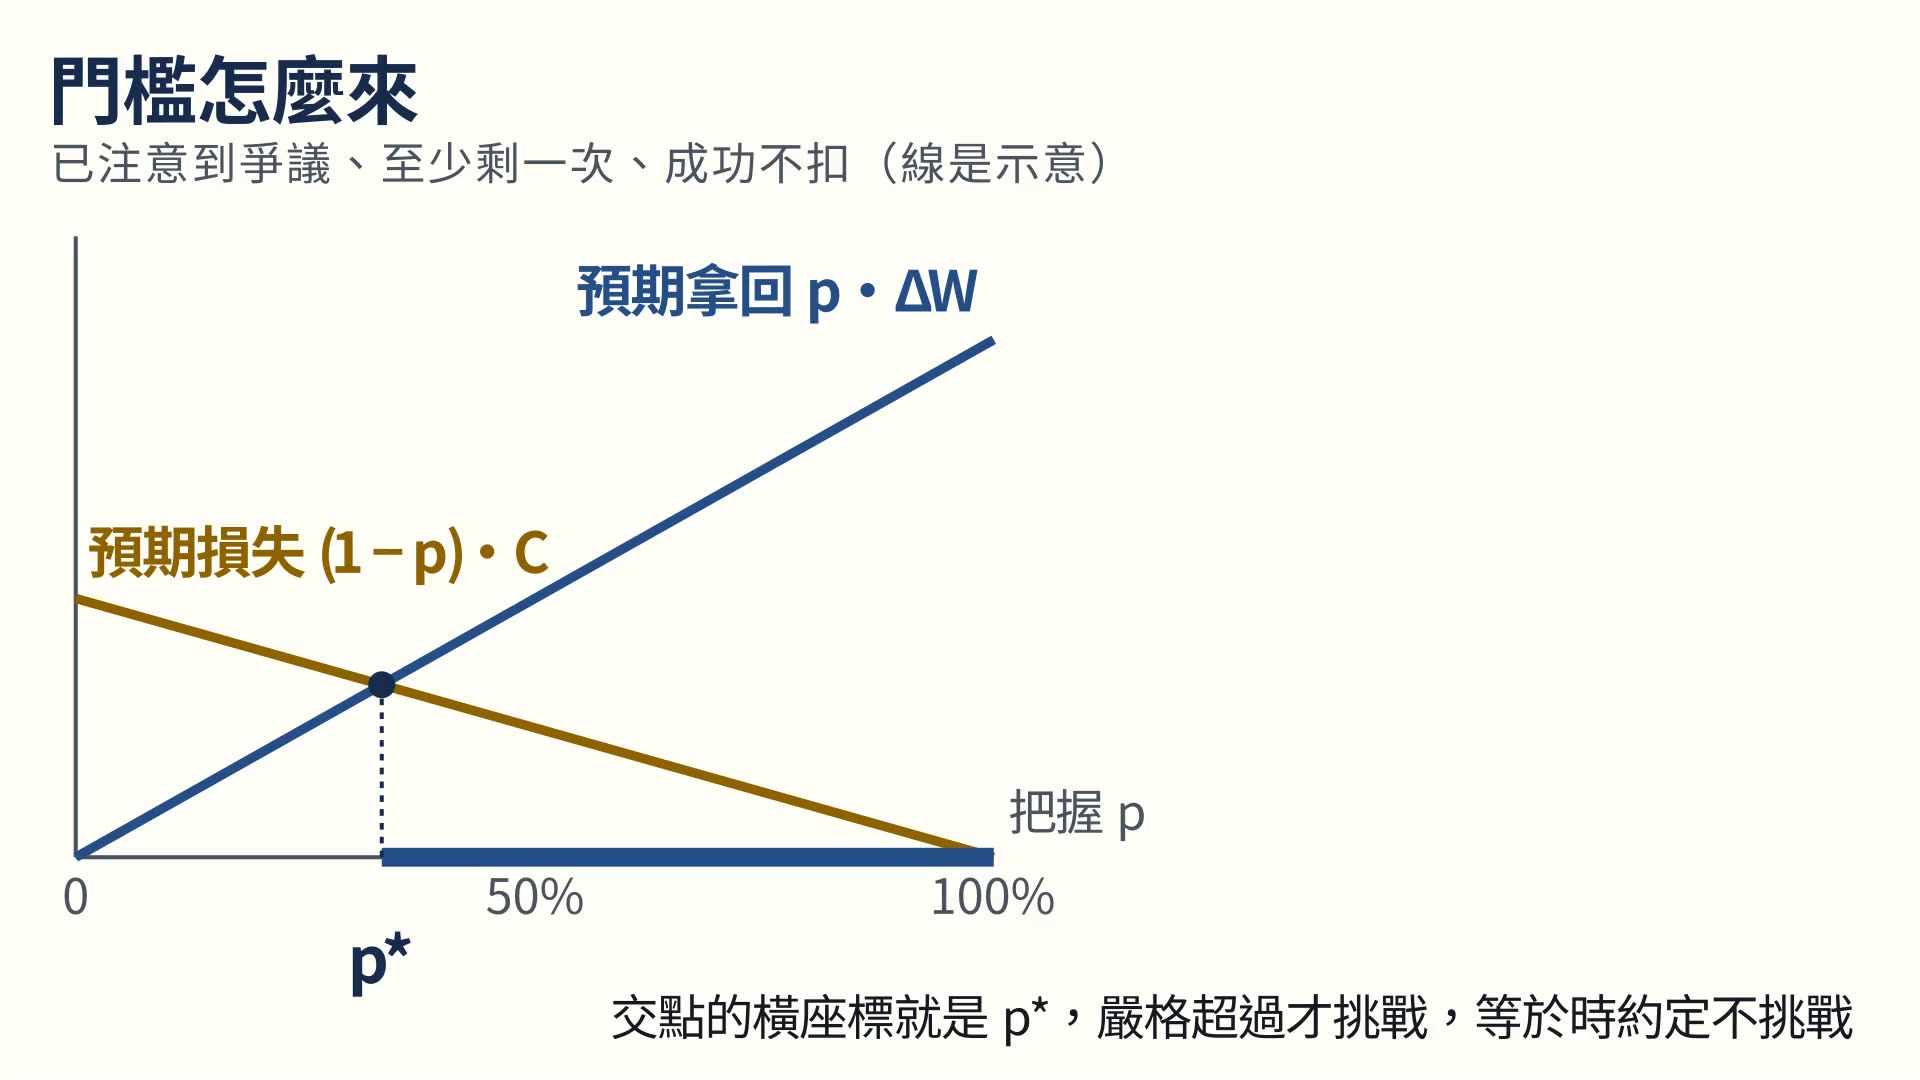 門檻怎麼來
已注意到爭議、至少剩一次、成功不扣（線是示意）
預期拿回 p・ΔW
預期損失 (1 − p)・C
把握 p
0
50%
100%
p*
交點的橫座標就是 p*，嚴格超過才挑戰，等於時約定不挑戰